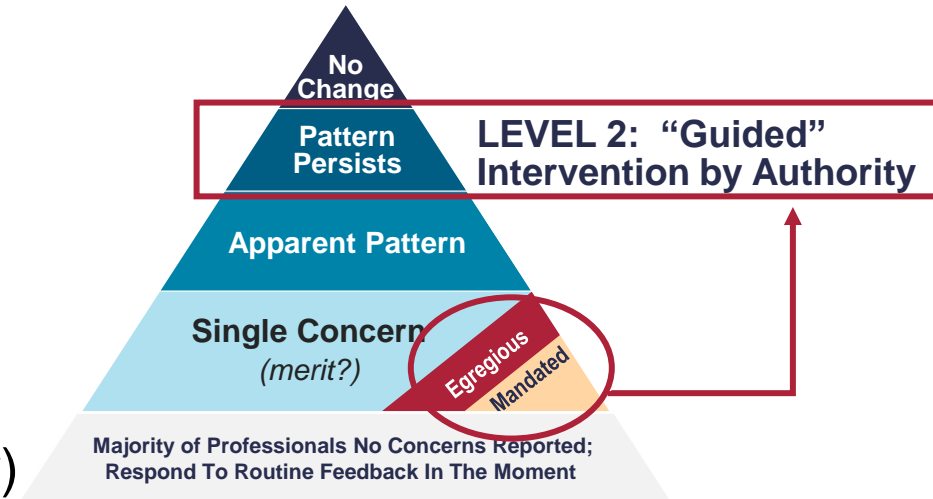 No
Change
Pattern
Persists
LEVEL 2: “Guided”
Intervention by Authority
Apparent Pattern
Single Concern
(merit?)
Egregious
Mandated
Majority of Professionals No Concerns Reported;
Respond To Routine Feedback In The Moment
)